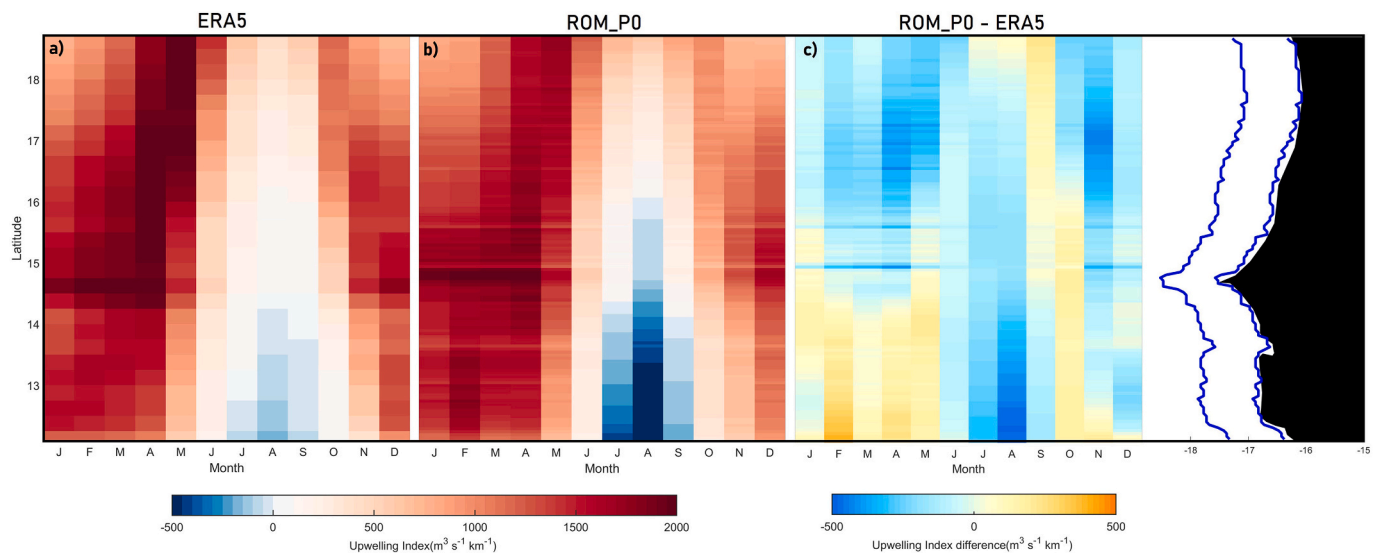 ERA5 ROM_P0 ROM_P0 - ERA5
a) b) c)
18
17
16
15
14
13
Latitude
J F M A M J J A S O N D J F M A M J J A S O N D J F M A M J J A S O N D -18 -17 -16 -15
Month Month Month
-500 0 500 1000 1500 2000 -500 0 500
Upwelling Index(m³ s⁻¹ km⁻¹) Upwelling Index difference(m³ s⁻¹ km⁻¹)